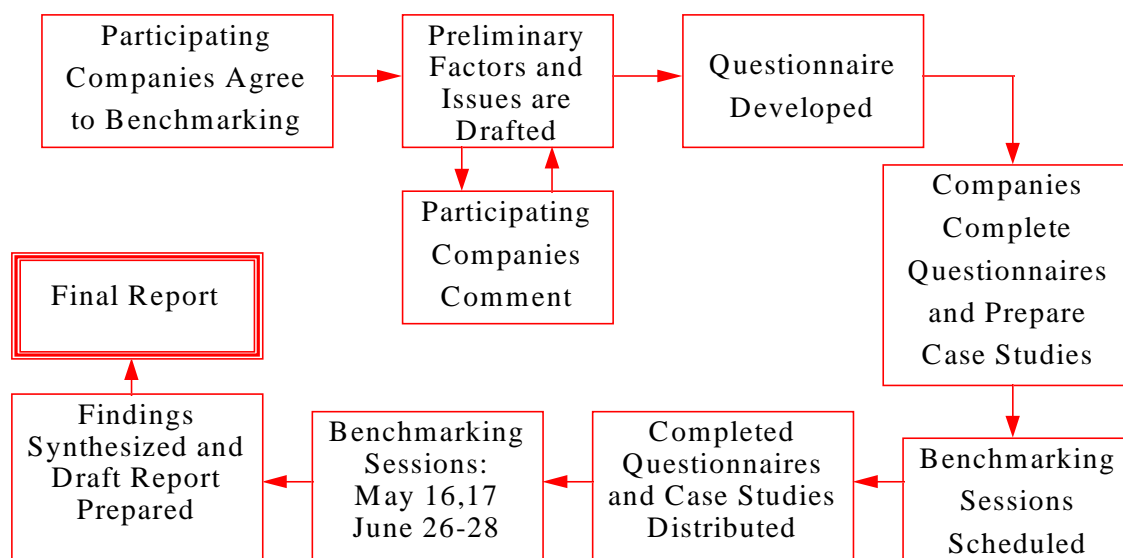 Participating
Companies Agree
to Benchmarking
Preliminary
Factors and
Issues are
Drafted
Questionnaire
Developed
Participating
Companies
Comment
Companies
Complete
Questionnaires
and Prepare
Case Studies
Benchmarking
Sessions
Scheduled
Completed
Questionnaires
and Case Studies
Distributed
Benchmarking
Sessions:
May 16,17
June 26-28
Findings
Synthesized and
Draft Report
Prepared
Final Report